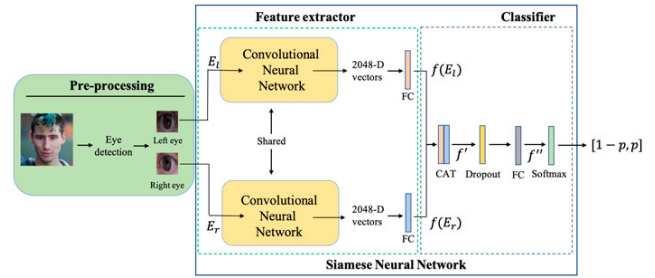 Feature extractor
Classifier
Pre-processing
Eye
detection
Left eye
Right eye
E_l
E_r
Convolutional
Neural
Network
Shared
Convolutional
Neural
Network
2048-D
vectors
FC
f(E_l)
2048-D
vectors
FC
f(E_r)
CAT
f′
Dropout
FC
f″
Softmax
[1 − p, p]
Siamese Neural Network